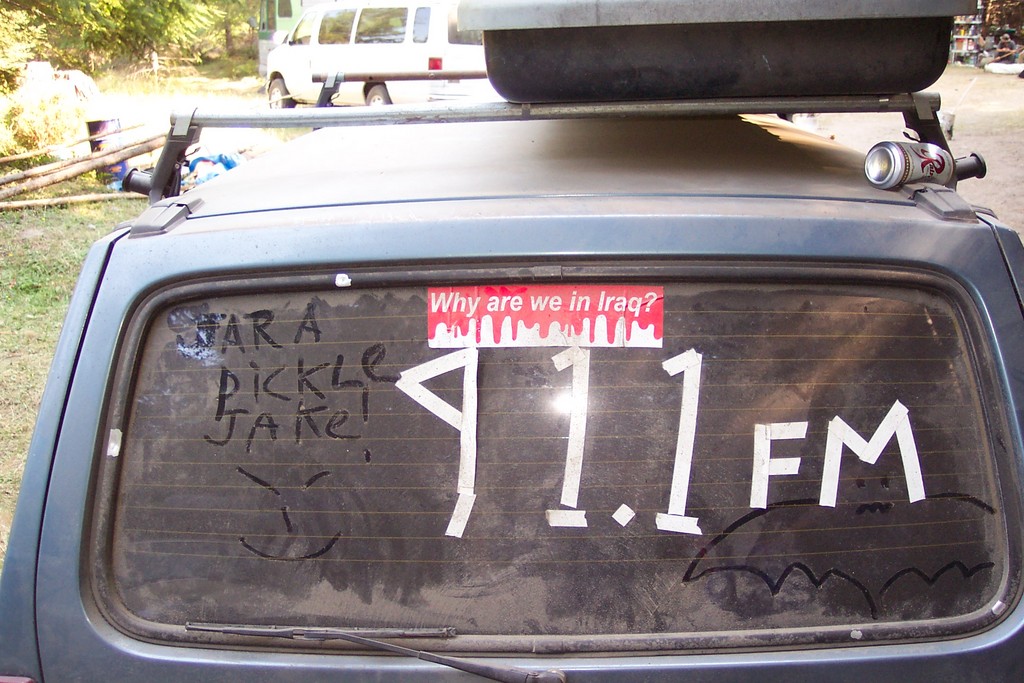 Why are we in Iraq?
JAR A
PICKLE
JAKe!
91.1 FM
R